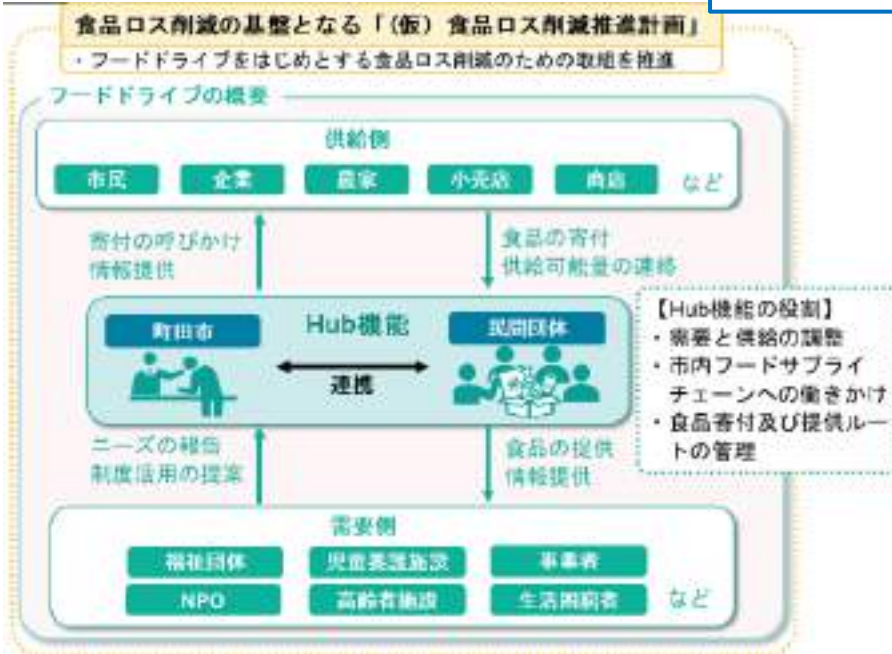 食品ロス削減の基盤となる「(仮)食品ロス削減推進計画」
・フードドライブをはじめとする食品ロス削減のための取組を推進
フードドライブの概要
供給側
市民
企業
農家
小売店
商店
など
寄付の呼びかけ
情報提供
食品の寄付
供給可能量の連絡
町田市
Hub機能
民間団体
連携
【Hub機能の役割】
・需要と供給の調整
・市内フードサプライ
チェーンへの働きかけ
・食品寄付及び提供ルー
トの管理
ニーズの報告
制度活用の提案
食品の提供
情報提供
需要側
福祉団体
児童養護施設
事業者
NPO
高齢者施設
生活困窮者
など